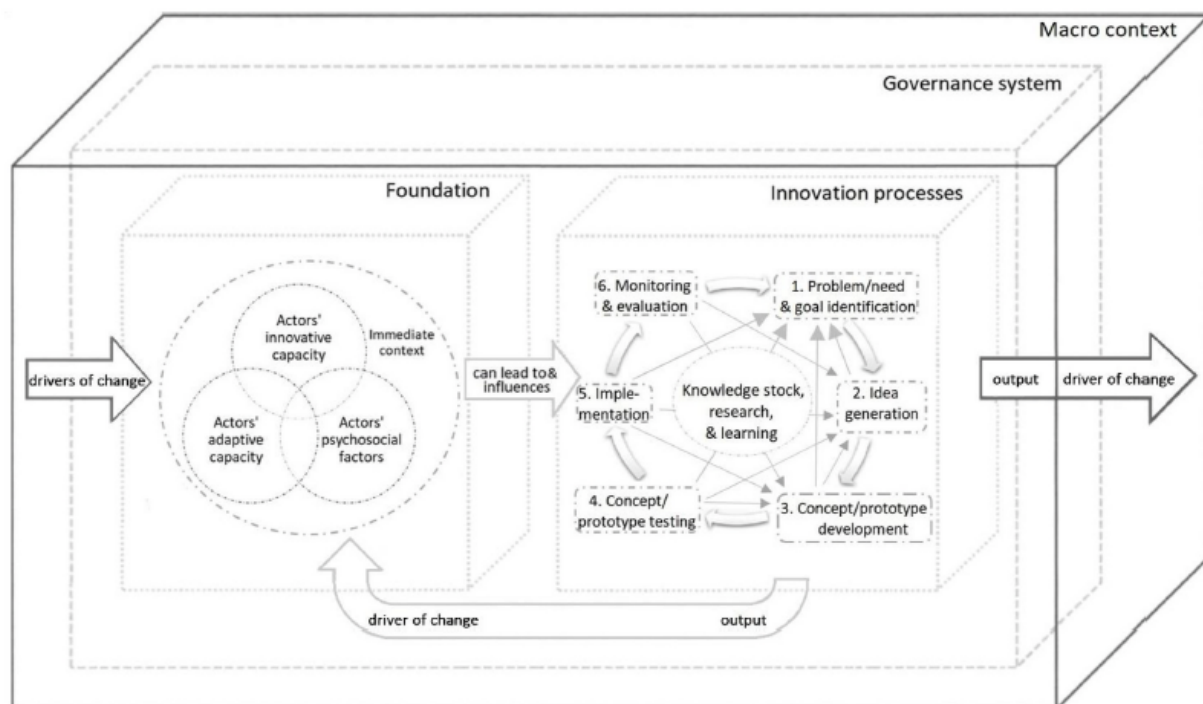 Macro context
Governance system
Foundation
Innovation processes
drivers of change
Actors'
innovative
capacity
Immediate
context
Actors'
adaptive
capacity
Actors'
psychosocial
factors
can lead to&
influences
6. Monitoring
& evaluation
1. Problem/need
& goal identification
5. Imple-
mentation
Knowledge stock,
research,
& learning
2. Idea
generation
4. Concept/
prototype testing
3. Concept/prototype
development
output
driver of change
driver of change
output